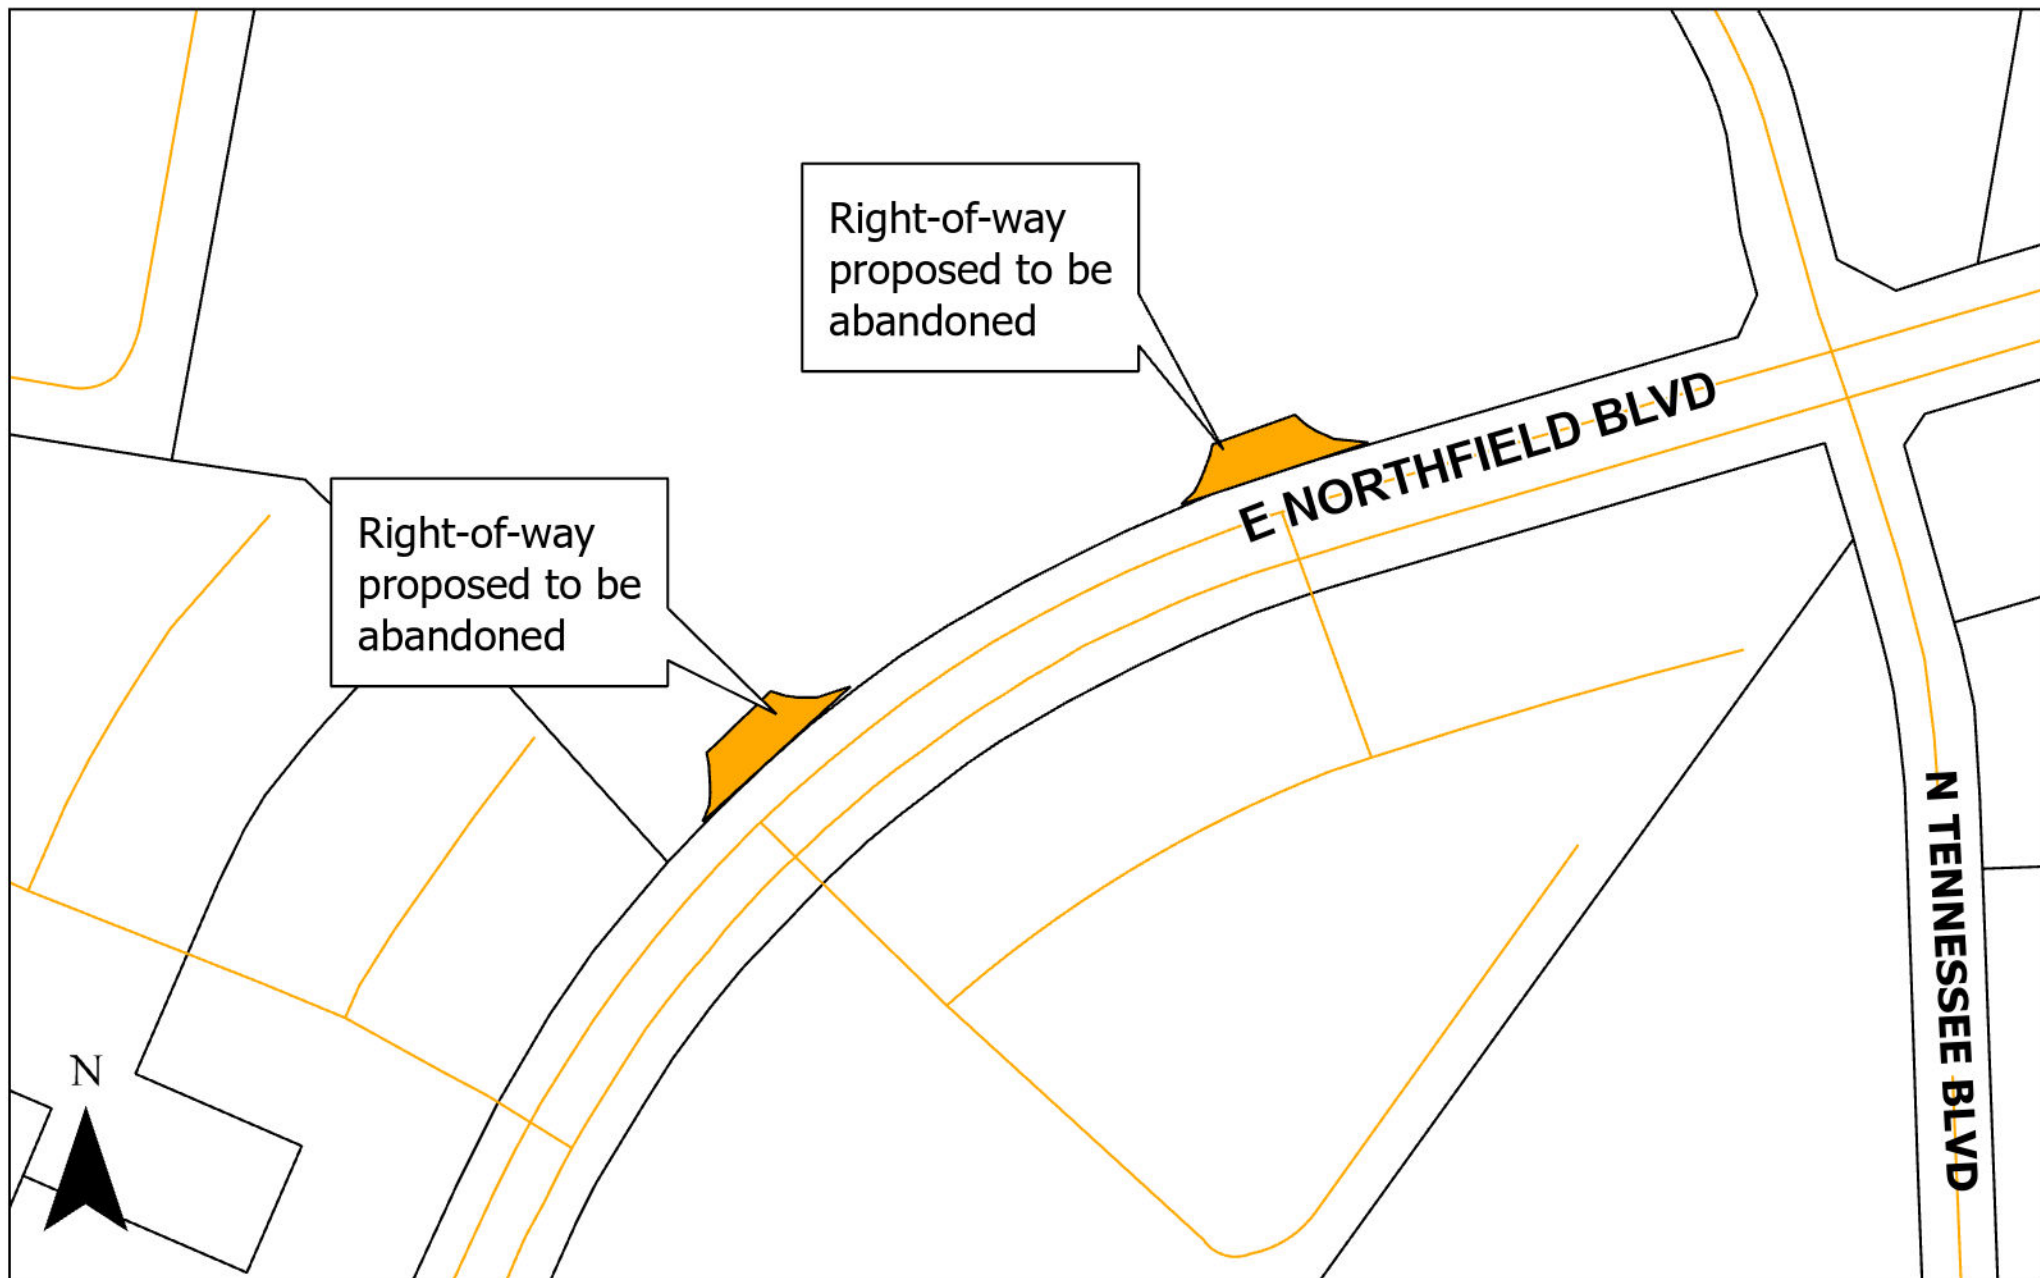 Right-of-way
proposed to be
abandoned
E NORTHFIELD BLVD
Right-of-way
proposed to be
abandoned
N TENNESSEE BLVD
N